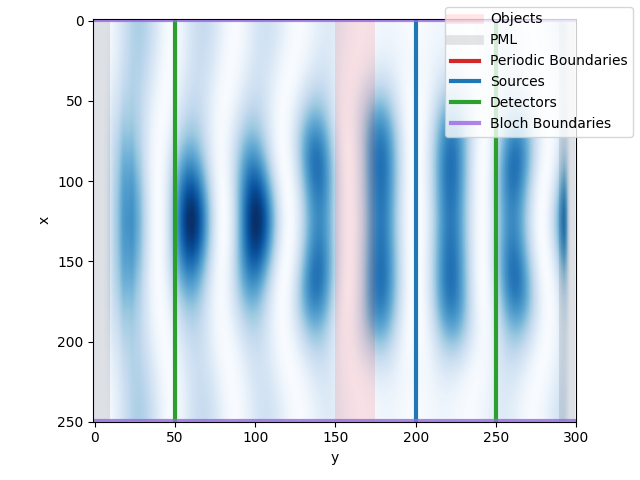 Objects
PML
Periodic Boundaries
Sources
Detectors
Bloch Boundaries
0
50
100
150
200
250
x
0 50 100 150 200 250 300
y